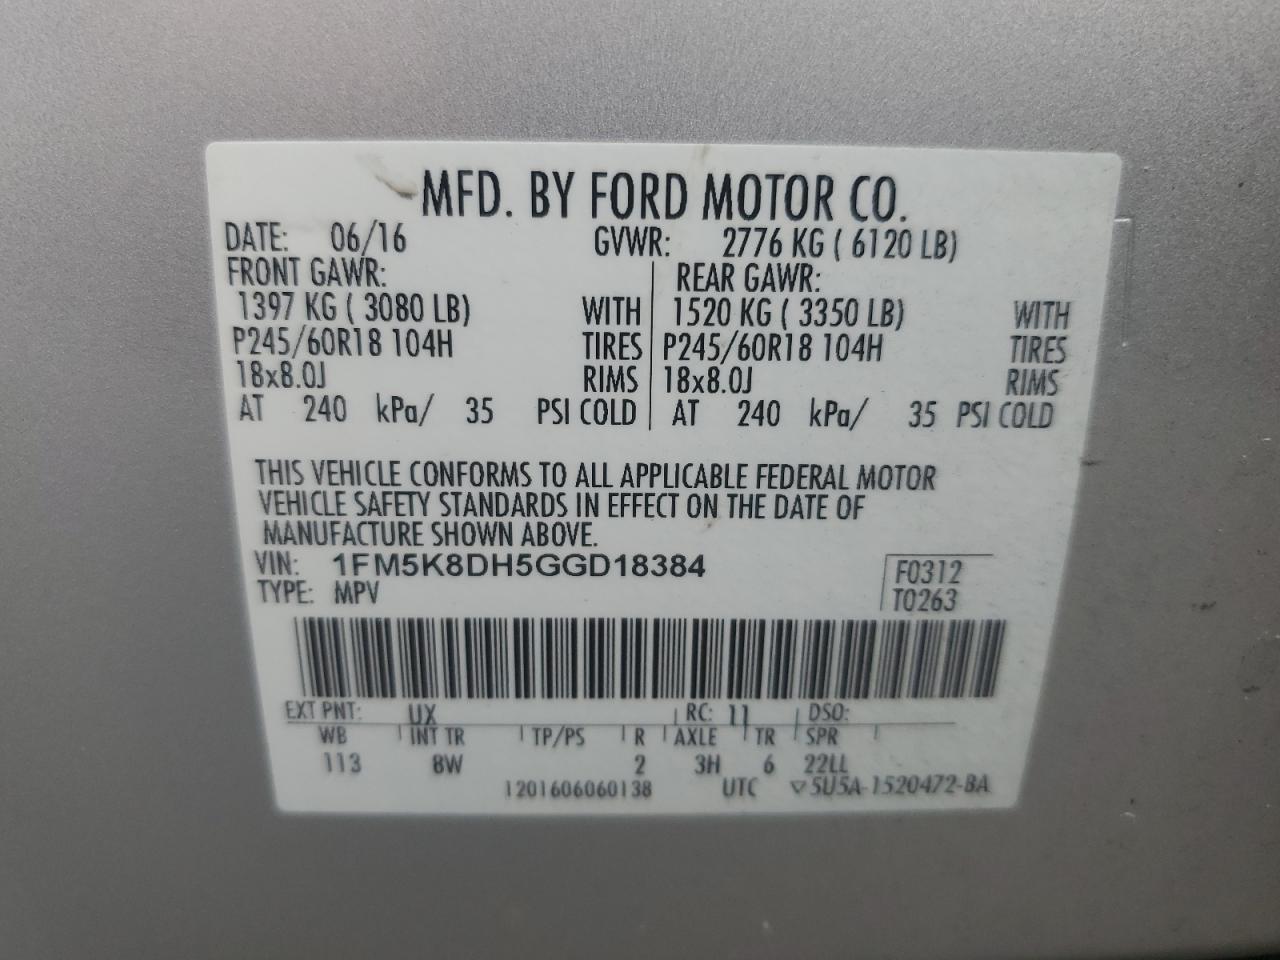 MFD. BY FORD MOTOR CO.
DATE: 06/16 GVWR: 2776 KG ( 6120 LB)
FRONT GAWR: REAR GAWR:
1397 KG ( 3080 LB) WITH 1520 KG ( 3350 LB) WITH
P245/60R18 104H TIRES P245/60R18 104H TIRES
18x8.0J RIMS 18x8.0J RIMS
AT 240 kPa/ 35 PSI COLD AT 240 kPa/ 35 PSI COLD
THIS VEHICLE CONFORMS TO ALL APPLICABLE FEDERAL MOTOR
VEHICLE SAFETY STANDARDS IN EFFECT ON THE DATE OF
MANUFACTURE SHOWN ABOVE.
VIN: 1FM5K8DH5GGD18384 F0312
TYPE: MPV T0263
EXT PNT: UX RC: 11 DSO:
WB INT TR TP/PS R AXLE TR SPR
113 8W 2 3H 6 22LL
1201606060138 UTC ▽5U5A-1520472-BA